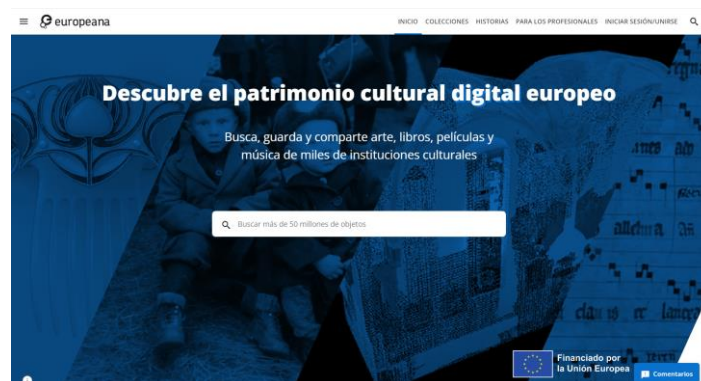 europeana
INICIO COLECCIONES HISTORIAS PARA LOS PROFESIONALES INICIAR SESIÓN/UNIRSE
Descubre el patrimonio cultural digital europeo
Busca, guarda y comparte arte, libros, películas y
música de miles de instituciones culturales
Buscar más de 50 millones de objetos
Financiado por
la Unión Europea
Comentarios